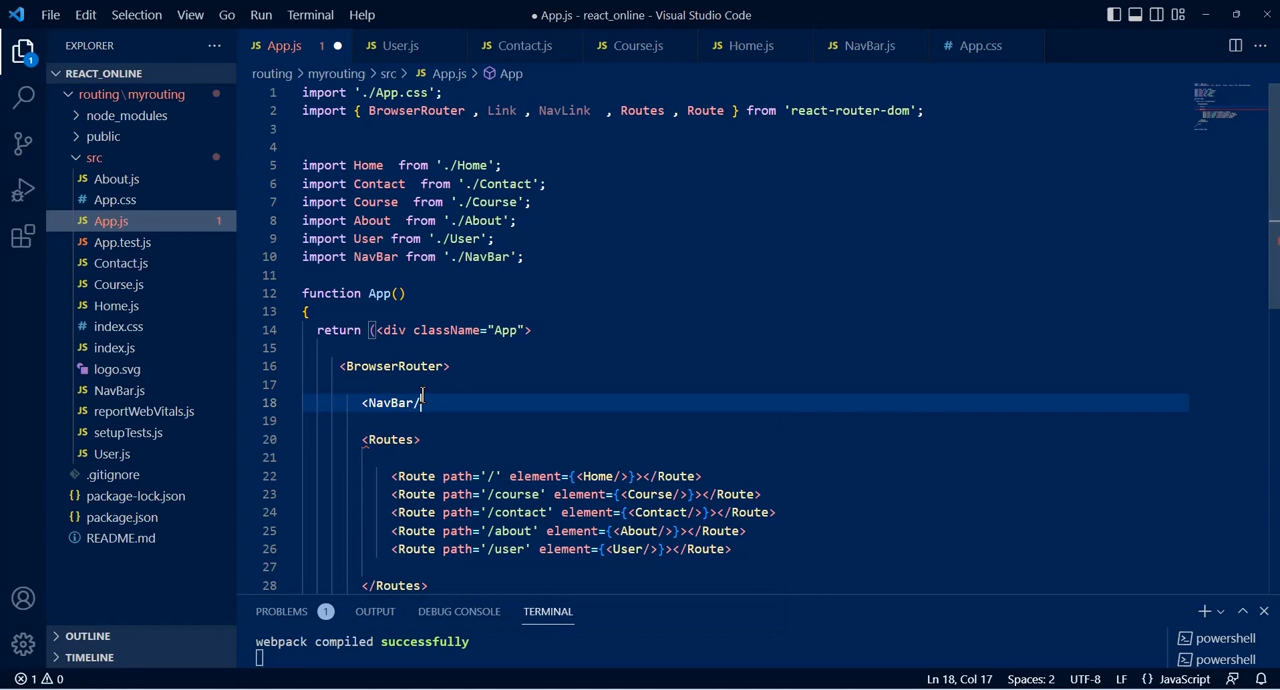 File Edit Selection View Go Run Terminal Help
● App.js - react_online - Visual Studio Code
EXPLORER ...
JS App.js 1 ● JS User.js JS Contact.js JS Course.js JS Home.js JS NavBar.js # App.css
REACT_ONLINE
routing > myrouting > src > JS App.js > App
routing\myrouting
node_modules
public
src
JS About.js
# App.css
JS App.js 1
JS App.test.js
JS Contact.js
JS Course.js
JS Home.js
# index.css
JS index.js
logo.svg
JS NavBar.js
JS reportWebVitals.js
JS setupTests.js
JS User.js
.gitignore
{} package-lock.json
{} package.json
README.md
OUTLINE
TIMELINE
1 import './App.css';
2 import { BrowserRouter , Link , NavLink  , Routes , Route } from 'react-router-dom';
3
4
5 import Home  from './Home';
6 import Contact  from './Contact';
7 import Course  from './Course';
8 import About  from './About';
9 import User from './User';
10 import NavBar from './NavBar';
11
12 function App()
13 {
14 return (<div className="App">
15
16 <BrowserRouter>
17
18 <NavBar/
19
20 <Routes>
21
22 <Route path='/' element={<Home/>}></Route>
23 <Route path='/course' element={<Course/>}></Route>
24 <Route path='/contact' element={<Contact/>}></Route>
25 <Route path='/about' element={<About/>}></Route>
26 <Route path='/user' element={<User/>}></Route>
27
28 </Routes>
PROBLEMS 1 OUTPUT DEBUG CONSOLE TERMINAL
webpack compiled successfully
powershell
powershell
1 0 Ln 18, Col 17 Spaces: 2 UTF-8 LF {} JavaScript